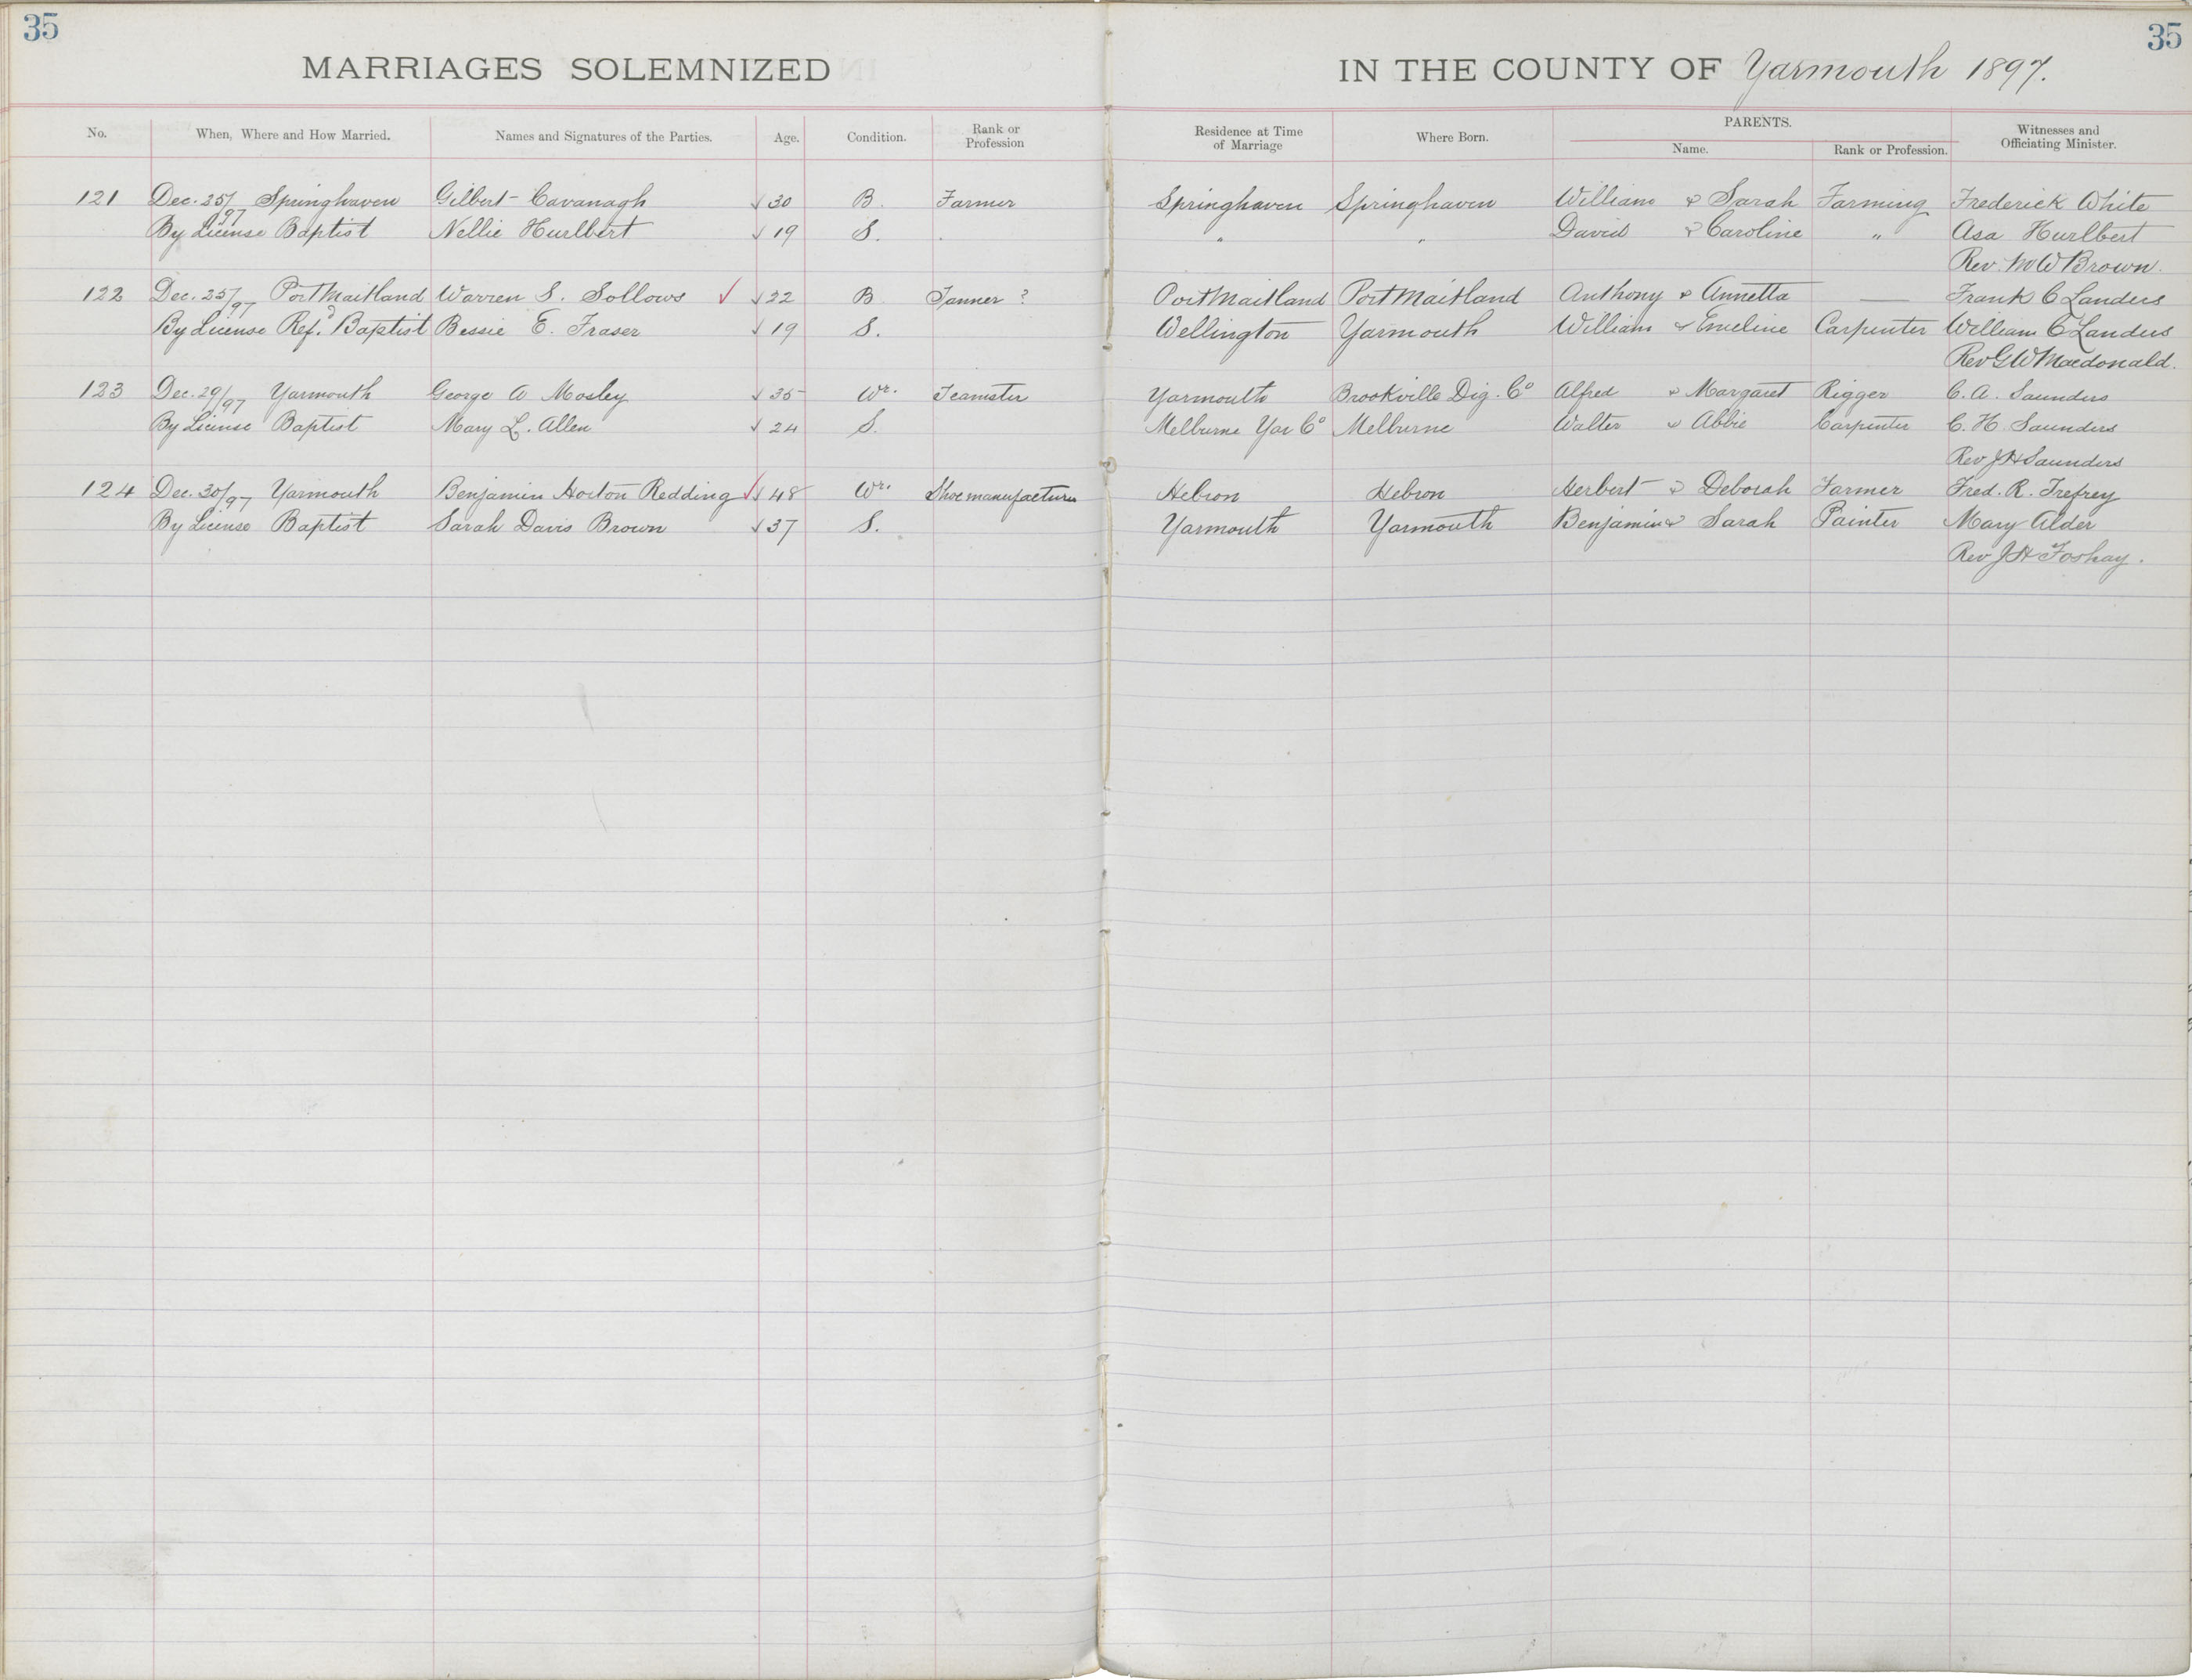 35 35
MARRIAGES SOLEMNIZED IN THE COUNTY OF Yarmouth 1897.
No. When, Where and How Married. Names and Signatures of the Parties. Age. Condition. Rank or Profession Residence at Time of Marriage Where Born. PARENTS. Name. Rank or Profession. Witnesses and Officiating Minister.
121 Dec. 25/97 Springhaven Gilbert Cavanagh √ 30 B. Farmer Springhaven Springhaven William & Sarah Farming Frederick White
By License Baptist Nellie Hurlbert √ 19 S. " " David & Caroline " Asa Hurlbert
Rev. M W Brown.
122 Dec. 25/97 Port Maitland Warren S. Sollows √ √ 22 B. Tanner ? Port Maitland Port Maitland Anthony & Annetta — Frank C Landers
By License Ref.d Baptist Bessie E. Fraser √ 19 S. Wellington Yarmouth William & Emeline Carpenter William C Landers
Rev G W Macdonald.
123 Dec. 29/97 Yarmouth George A Mosley √ 35 Wr. Teamster Yarmouth Brookville Dig. Co Alfred & Margaret Rigger C. A. Saunders
By License Baptist Mary L. Allen √ 24 S. Melburne Yar Co Melburne Walter & Abbie Carpenter C. H. Saunders
Rev J H Saunders
124 Dec. 30/97 Yarmouth Benjamin Horton Redding √ √ 48 Wr. Shoe manufacturer Hebron Hebron Herbert & Deborah Farmer Fred. R. Trefrey
By License Baptist Sarah Davis Brown √ 37 S. Yarmouth Yarmouth Benjamin & Sarah Painter Mary Alder
Rev J H Foshay.